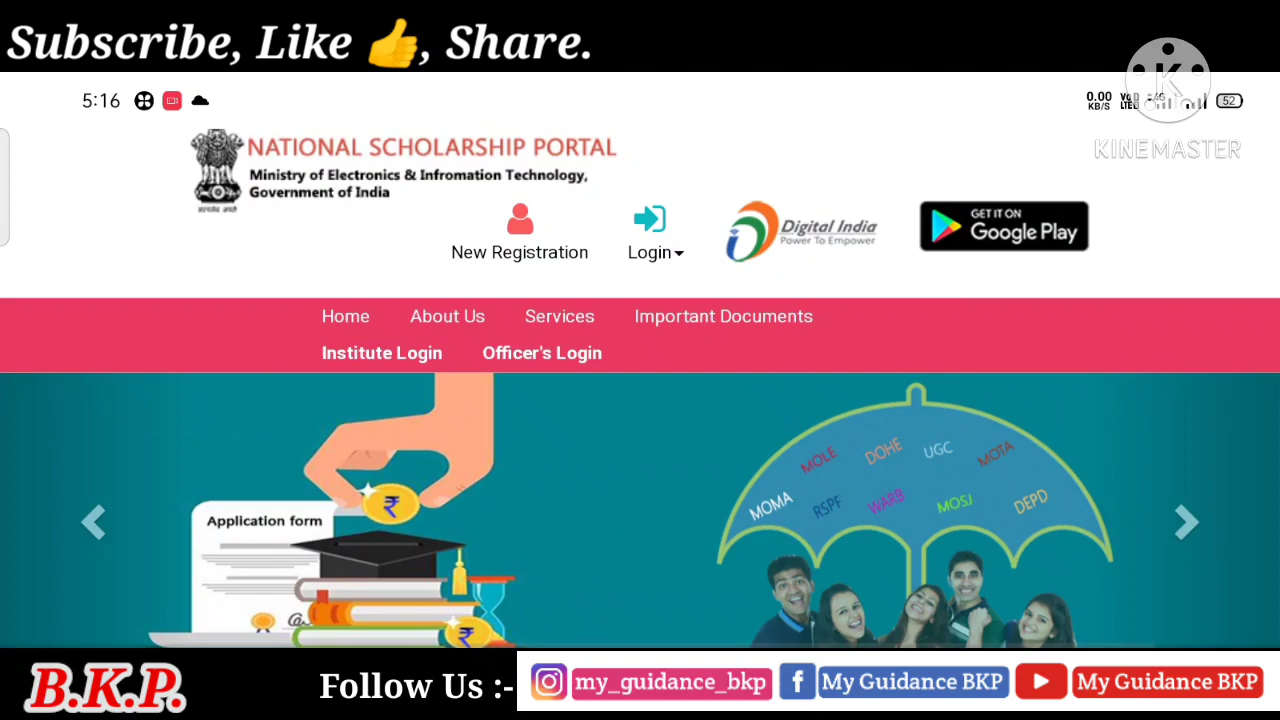 Subscribe, Like 👍, Share.
5:16
0.00 KB/S
52
KINEMASTER
NATIONAL SCHOLARSHIP PORTAL
Ministry of Electronics & Infromation Technology,
Government of India
New Registration
Login
Digital India
Power To Empower
GET IT ON
Google Play
Home About Us Services Important Documents
Institute Login Officer's Login
Application form
MOLE DOHE UGC MOTA
MOMA RSPF WARB MOSJ DEPD
B.K.P.
Follow Us :-
my_guidance_bkp
My Guidance BKP
My Guidance BKP